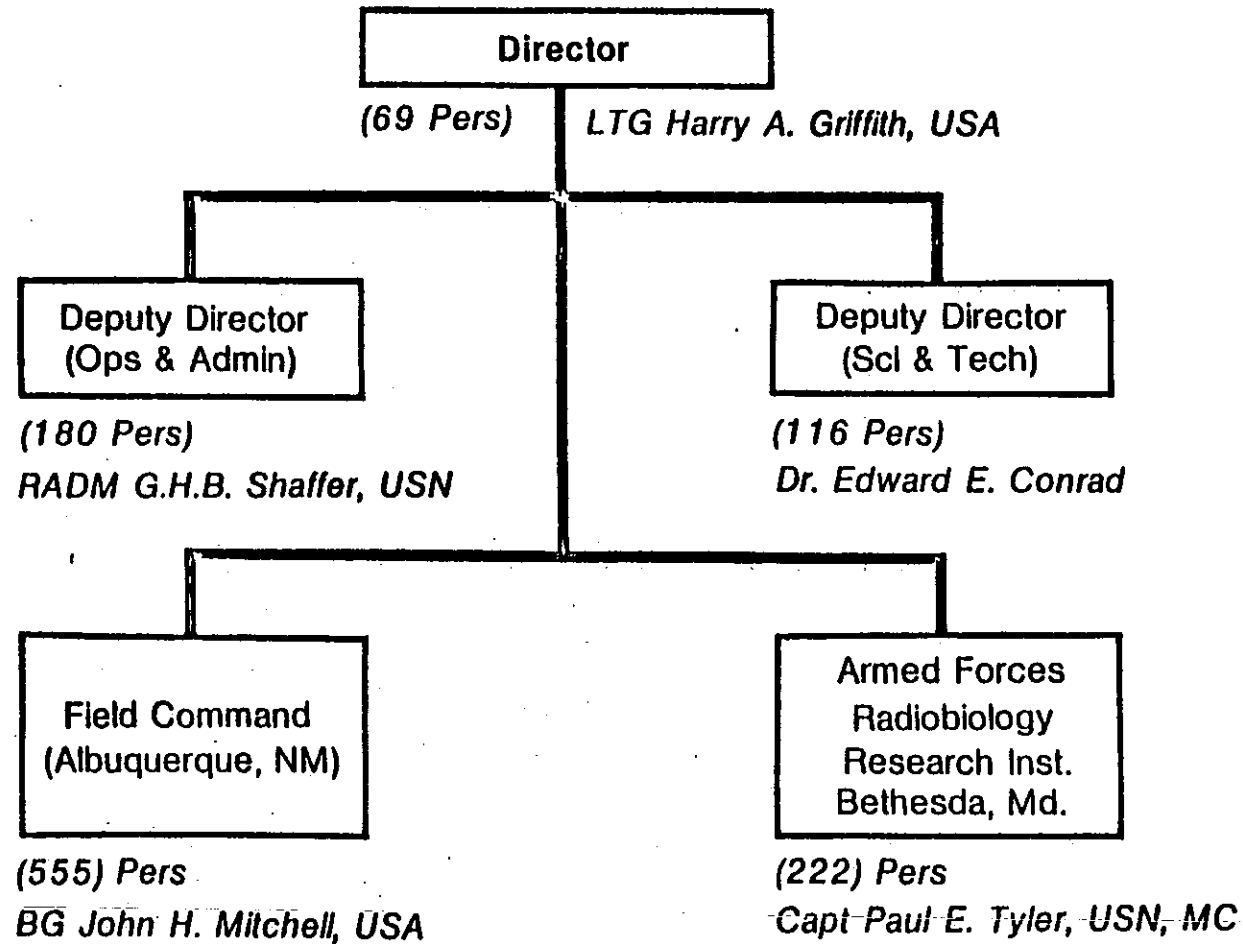 Director
(69 Pers)
LTG Harry A. Griffith, USA
Deputy Director
(Ops & Admin)
(180 Pers)
RADM G.H.B. Shaffer, USN
Deputy Director
(Sci & Tech)
(116 Pers)
Dr. Edward E. Conrad
Field Command
(Albuquerque, NM)
(555) Pers
BG John H. Mitchell, USA
Armed Forces
Radiobiology
Research Inst.
Bethesda, Md.
(222) Pers
Capt Paul E. Tyler, USN, MC